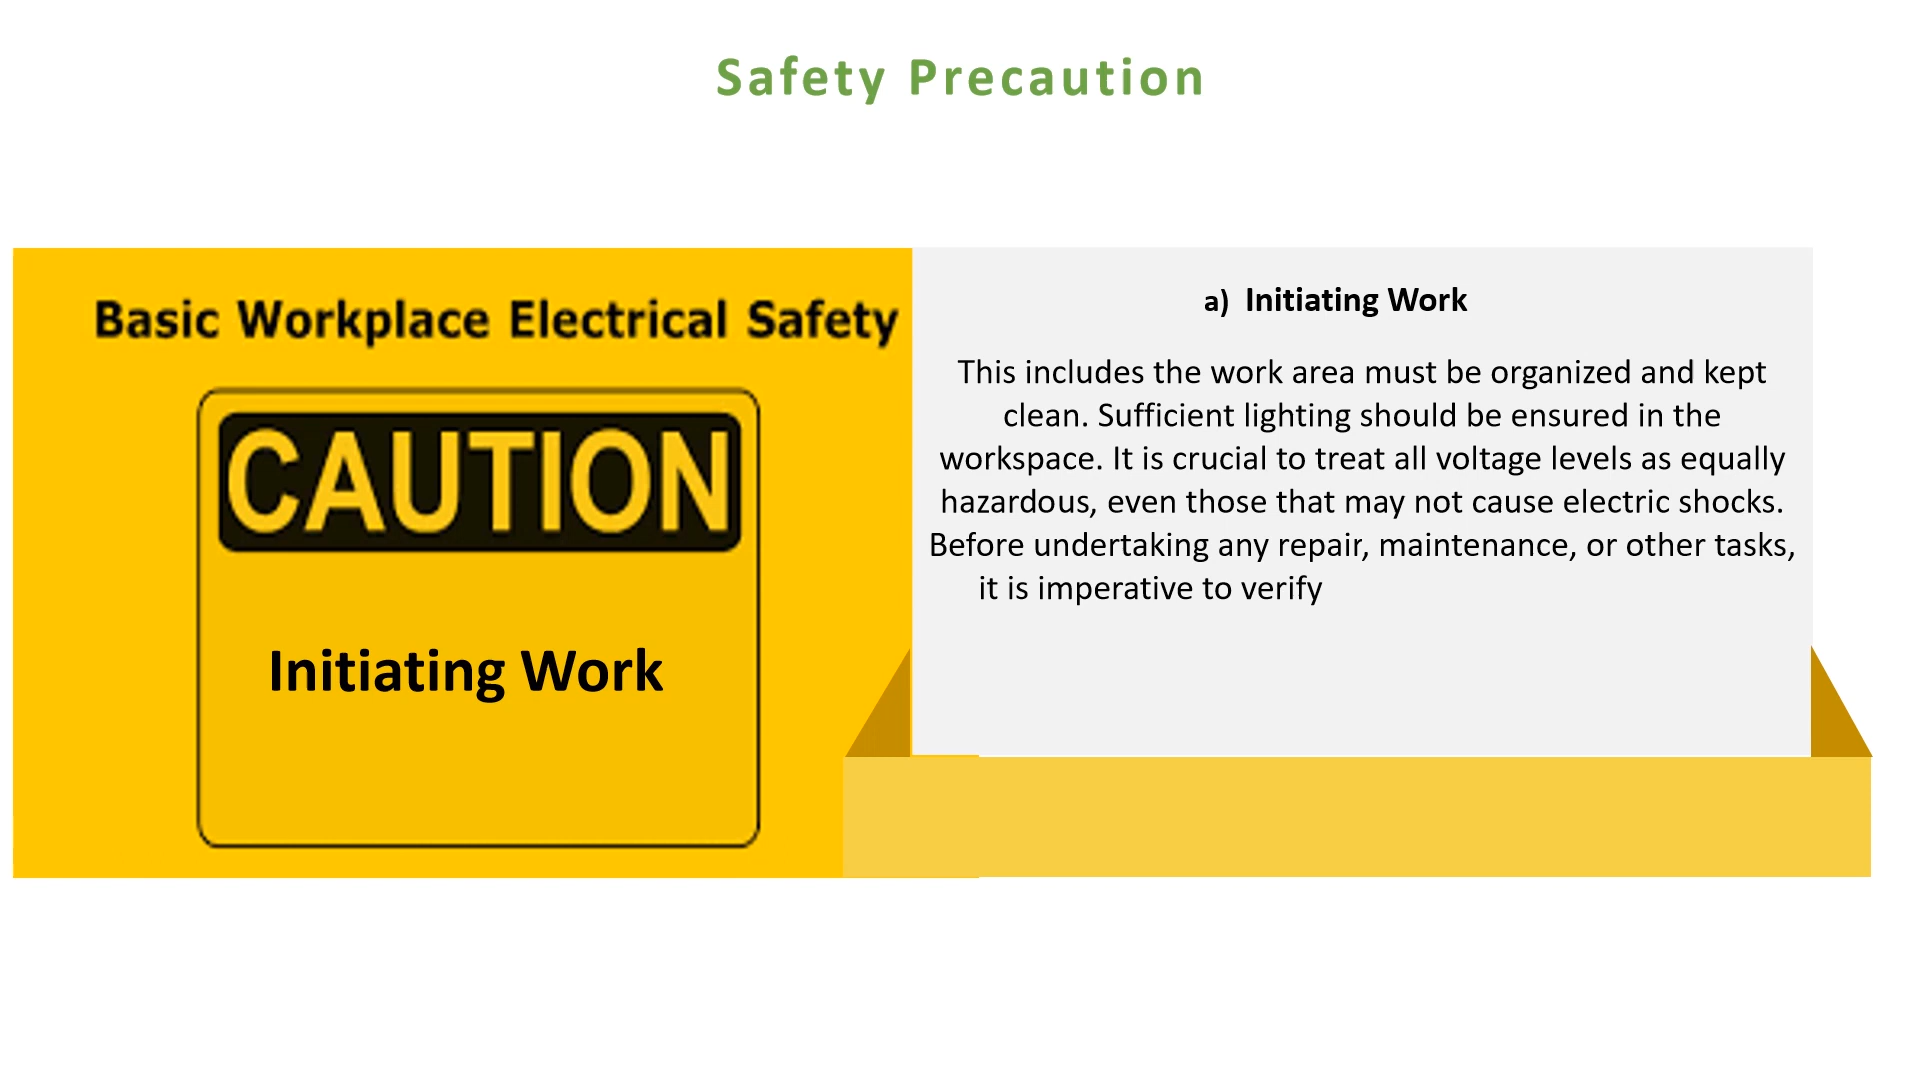 Safety Precaution
Basic Workplace Electrical Safety
CAUTION
Initiating Work
a) Initiating Work
This includes the work area must be organized and kept
clean. Sufficient lighting should be ensured in the
workspace. It is crucial to treat all voltage levels as equally
hazardous, even those that may not cause electric shocks.
Before undertaking any repair, maintenance, or other tasks,
it is imperative to verify